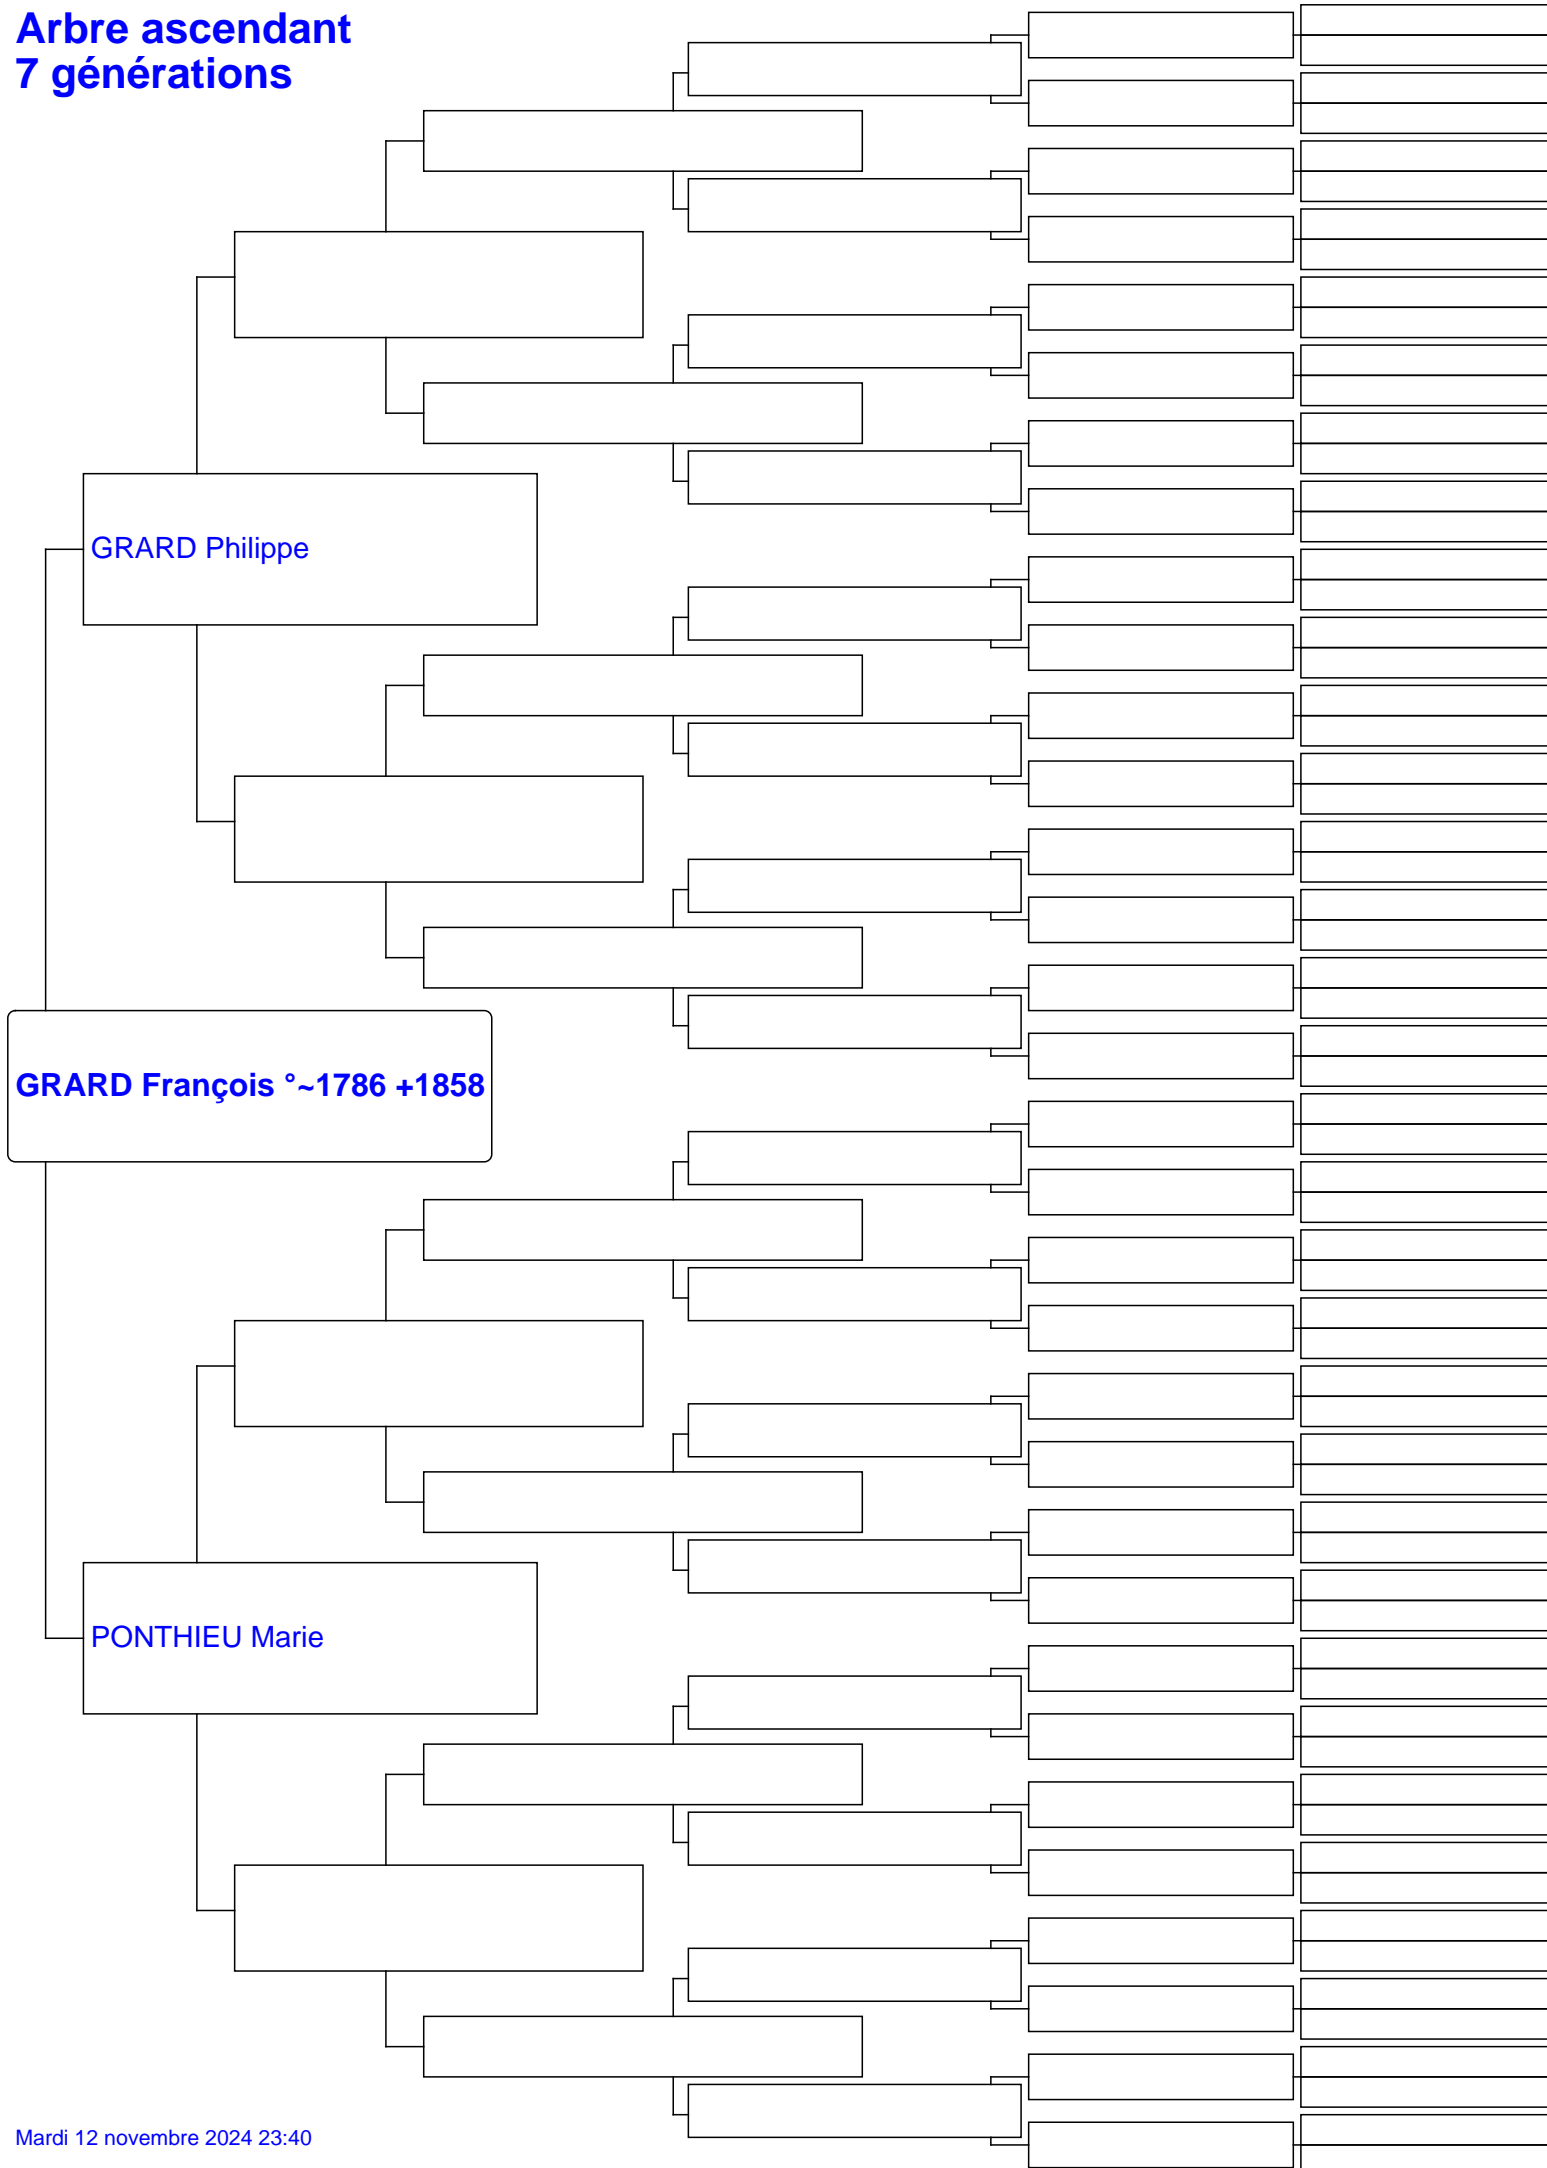 Arbre ascendant
7 générations
GRARD Philippe
GRARD François °~1786 +1858
PONTHIEU Marie
Mardi 12 novembre 2024 23:40